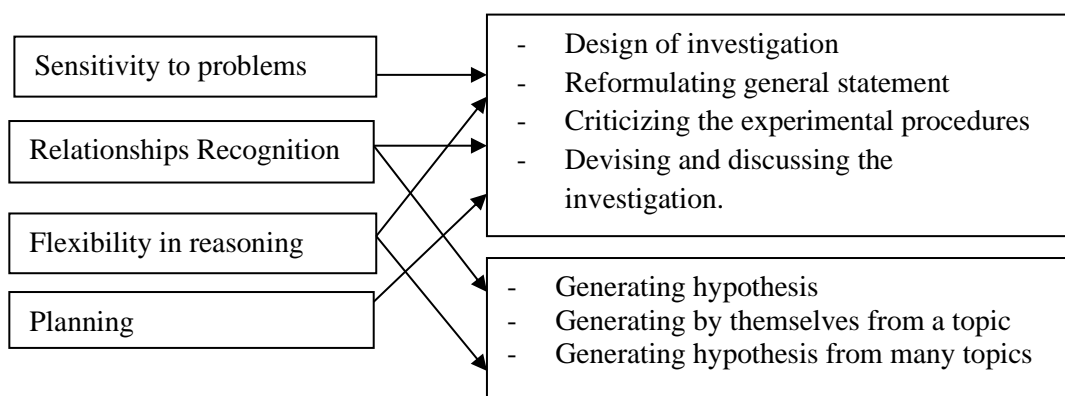 Sensitivity to problems
Relationships Recognition
Flexibility in reasoning
Planning
- Design of investigation
- Reformulating general statement
- Criticizing the experimental procedures
- Devising and discussing the
investigation.
- Generating hypothesis
- Generating by themselves from a topic
- Generating hypothesis from many topics